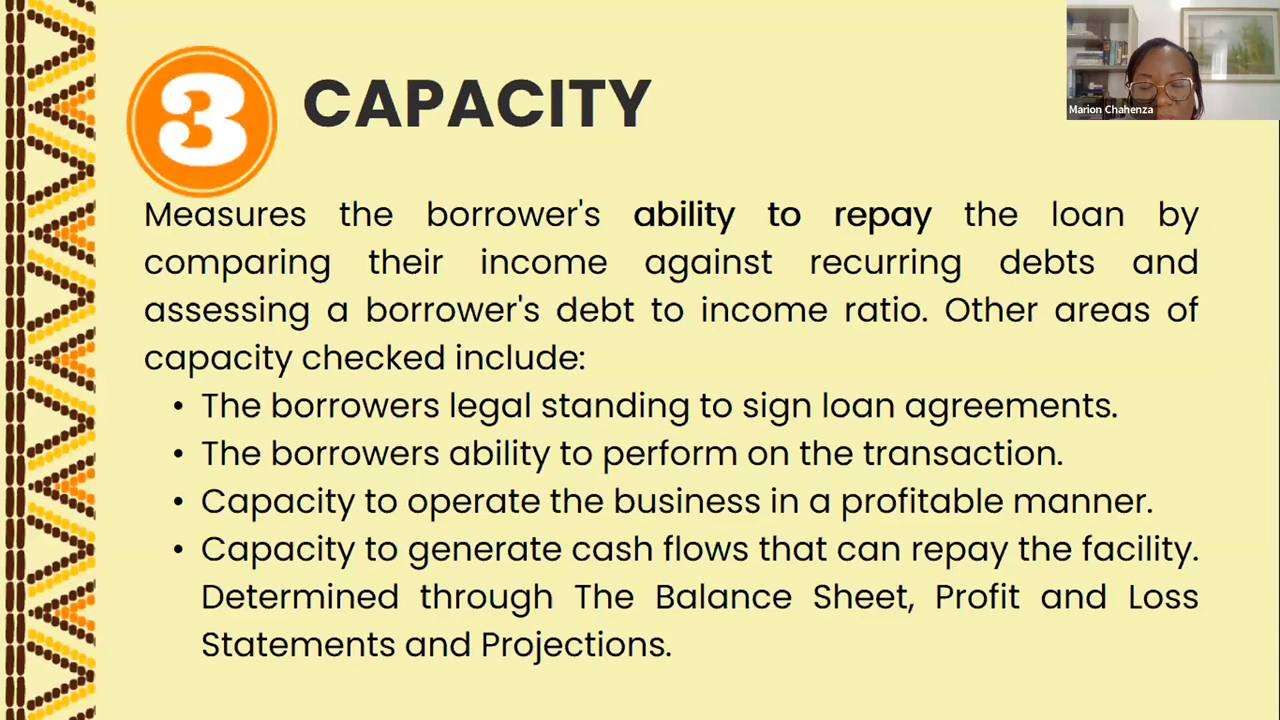 3
CAPACITY
Marion Chahenza
Measures the borrower's ability to repay the loan by
comparing their income against recurring debts and
assessing a borrower's debt to income ratio. Other areas of
capacity checked include:
• The borrowers legal standing to sign loan agreements.
• The borrowers ability to perform on the transaction.
• Capacity to operate the business in a profitable manner.
• Capacity to generate cash flows that can repay the facility.
Determined through The Balance Sheet, Profit and Loss
Statements and Projections.